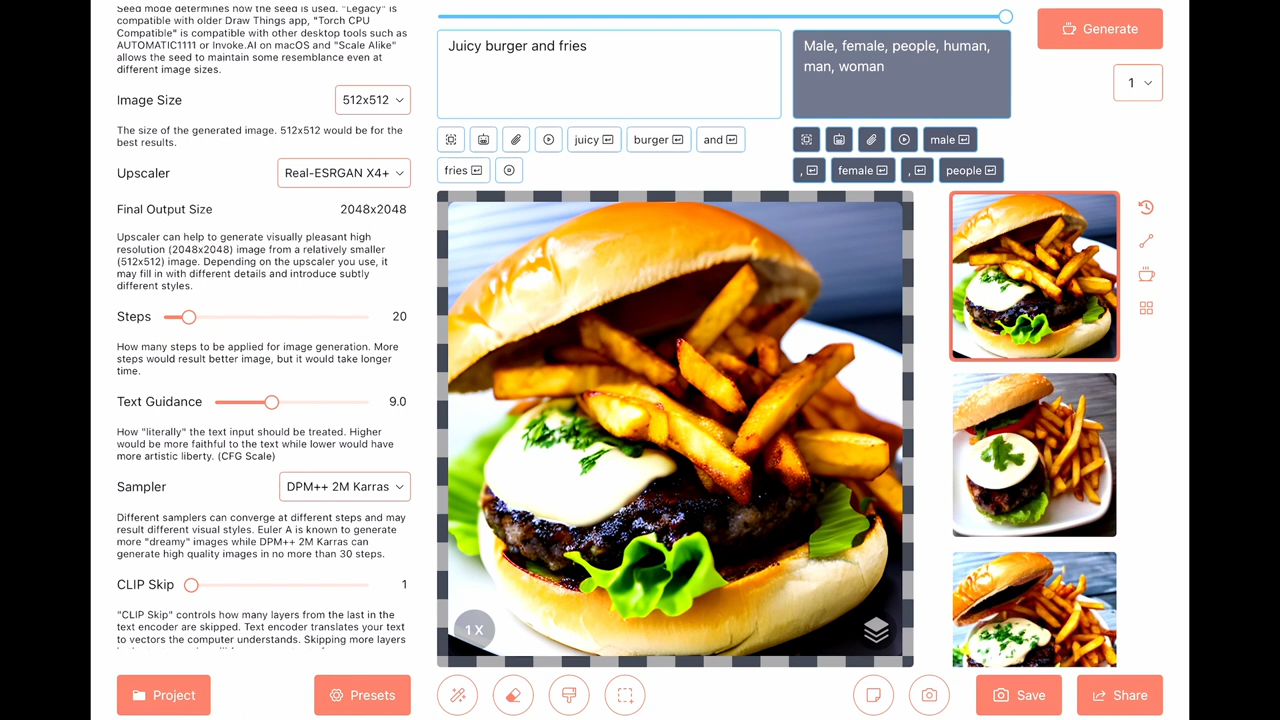 Seed mode determines how the seed is used. "Legacy" is
compatible with older Draw Things app, "Torch CPU
Compatible" is compatible with other desktop tools such as
AUTOMATIC1111 or Invoke.AI on macOS and "Scale Alike"
allows the seed to maintain some resemblance even at
different image sizes.
Image Size
512x512
The size of the generated image. 512x512 would be for the
best results.
Upscaler
Real-ESRGAN X4+
Final Output Size
2048x2048
Upscaler can help to generate visually pleasant high
resolution (2048x2048) image from a relatively smaller
(512x512) image. Depending on the upscaler you use, it
may fill in with different details and introduce subtly
different styles.
Steps
20
How many steps to be applied for image generation. More
steps would result better image, but it would take longer
time.
Text Guidance
9.0
How "literally" the text input should be treated. Higher
would be more faithful to the text while lower would have
more artistic liberty. (CFG Scale)
Sampler
DPM++ 2M Karras
Different samplers can converge at different steps and may
result different visual styles. Euler A is known to generate
more "dreamy" images while DPM++ 2M Karras can
generate high quality images in no more than 30 steps.
CLIP Skip
1
"CLIP Skip" controls how many layers from the last in the
text encoder are skipped. Text encoder translates your text
to vectors the computer understands. Skipping more layers
Project
Presets
Juicy burger and fries
juicy
burger
and
fries
Male, female, people, human,
man, woman
male
,
female
,
people
Generate
1
1 X
Save
Share